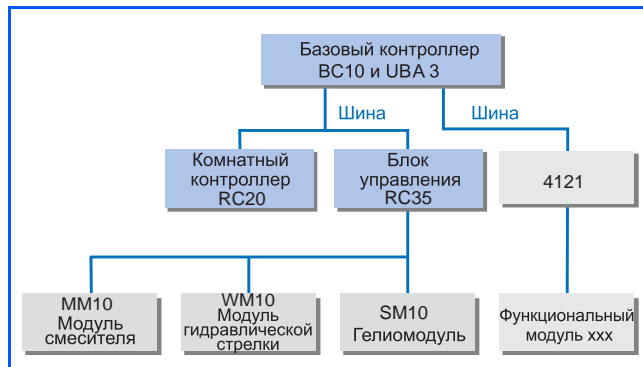 Базовый контроллер
BC10 и UBA 3
Шина
Шина
Комнатный
контроллер
RC20
Блок
управления
RC35
4121
MM10
Модуль
смесителя
WM10
Модуль
гидравлической
стрелки
SM10
Гелиомодуль
Функциональный
модуль xxx